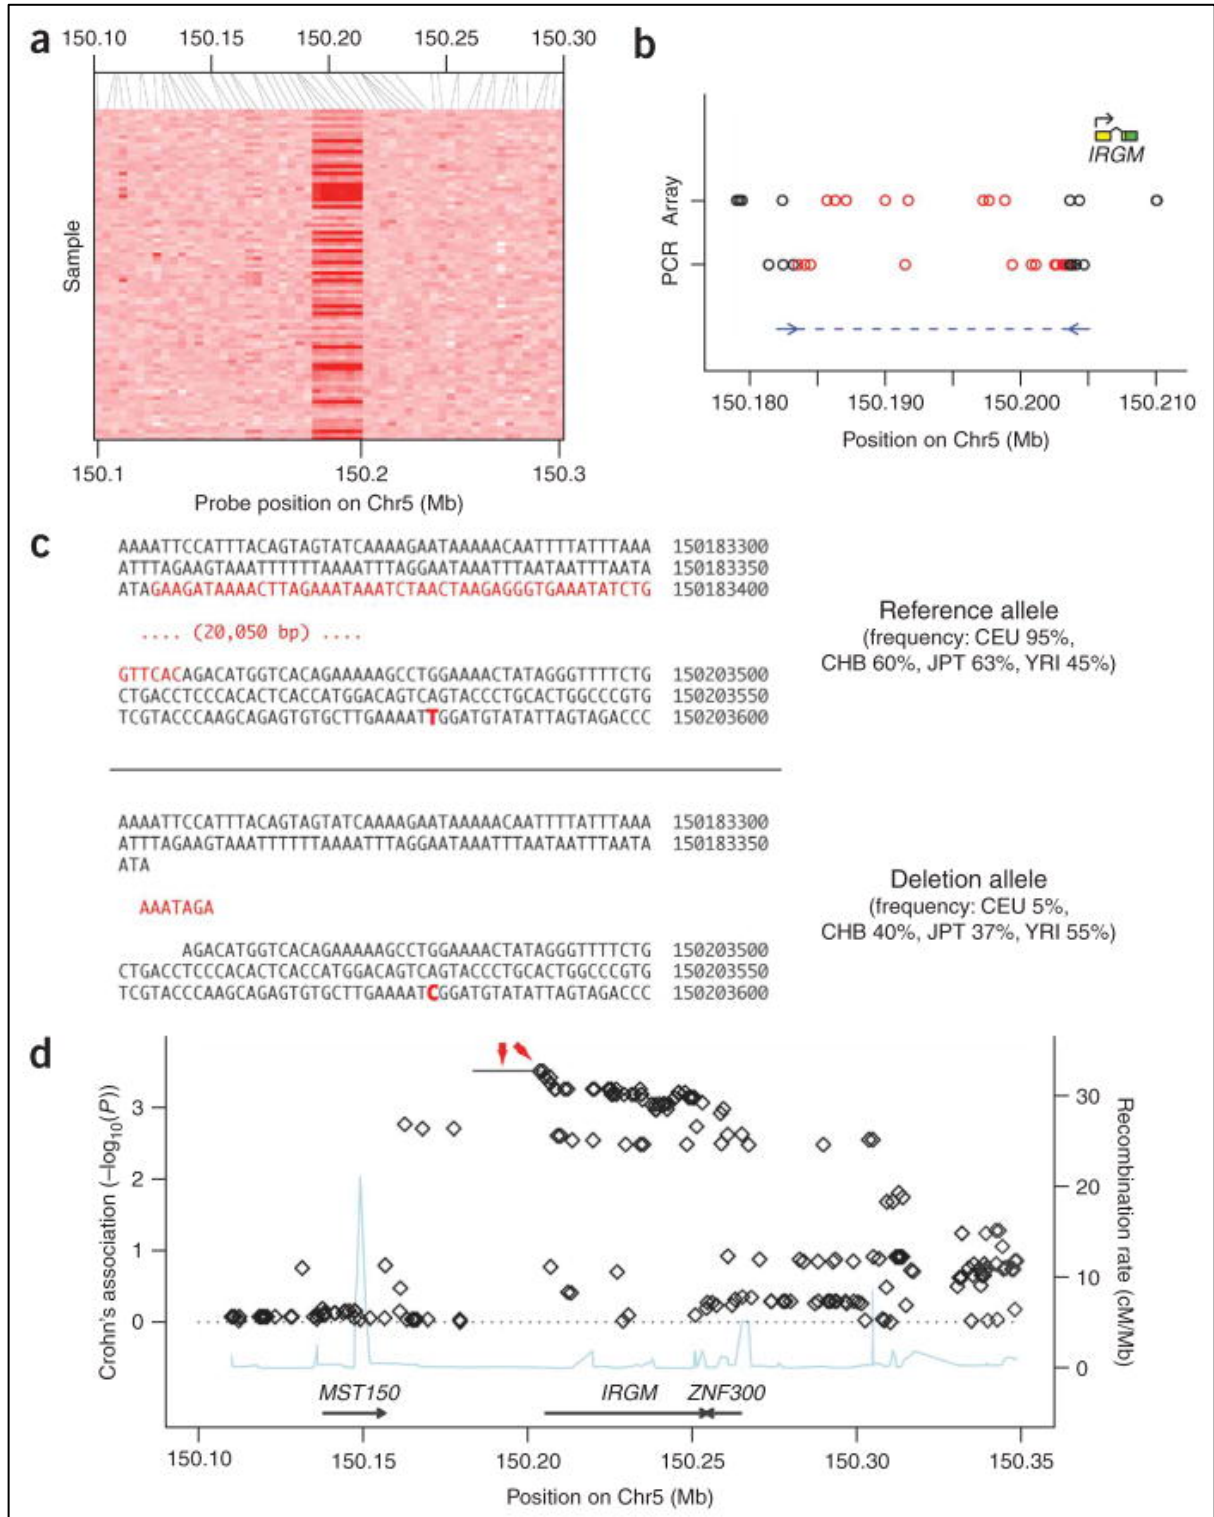 a
150.10 150.15 150.20 150.25 150.30
Sample
150.1 150.2 150.3
Probe position on Chr5 (Mb)
b
IRGM
Array
PCR
150.180 150.190 150.200 150.210
Position on Chr5 (Mb)
c
AAAATTCCATTTACAGTAGTATCAAAAGAATAAAAACAATTTTATTTAAA 150183300
ATTTAGAAGTAAATTTTTTAAAATTTAGGAATAAATTTAATAATTTAATA 150183350
ATAGAAGATAAAACTTAGAAATAAATCTAACTAAGAGGGTGAAATATCTG 150183400
.... (20,050 bp) ....
GTTCACAGACATGGTCACAGAAAAAGCCTGGAAAACTATAGGGTTTTCTG 150203500
CTGACCTCCCACACTCACCATGGACAGTCAGTACCCTGCACTGGCCCGTG 150203550
TCGTACCCAAGCAGAGTGTGCTTGAAAATTGGATGTATATTAGTAGACCC 150203600
Reference allele
(frequency: CEU 95%,
CHB 60%, JPT 63%, YRI 45%)
AAAATTCCATTTACAGTAGTATCAAAAGAATAAAAACAATTTTATTTAAA 150183300
ATTTAGAAGTAAATTTTTTAAAATTTAGGAATAAATTTAATAATTTAATA 150183350
ATA
AAATAGA
AGACATGGTCACAGAAAAAGCCTGGAAAACTATAGGGTTTTCTG 150203500
CTGACCTCCCACACTCACCATGGACAGTCAGTACCCTGCACTGGCCCGTG 150203550
TCGTACCCAAGCAGAGTGTGCTTGAAAATCGGATGTATATTAGTAGACCC 150203600
Deletion allele
(frequency: CEU 5%,
CHB 40%, JPT 37%, YRI 55%)
d
Crohn's association (–log10(P))
3
2
1
0
30
20
10
0
Recombination rate (cM/Mb)
MST150 IRGM ZNF300
150.10 150.15 150.20 150.25 150.30 150.35
Position on Chr5 (Mb)